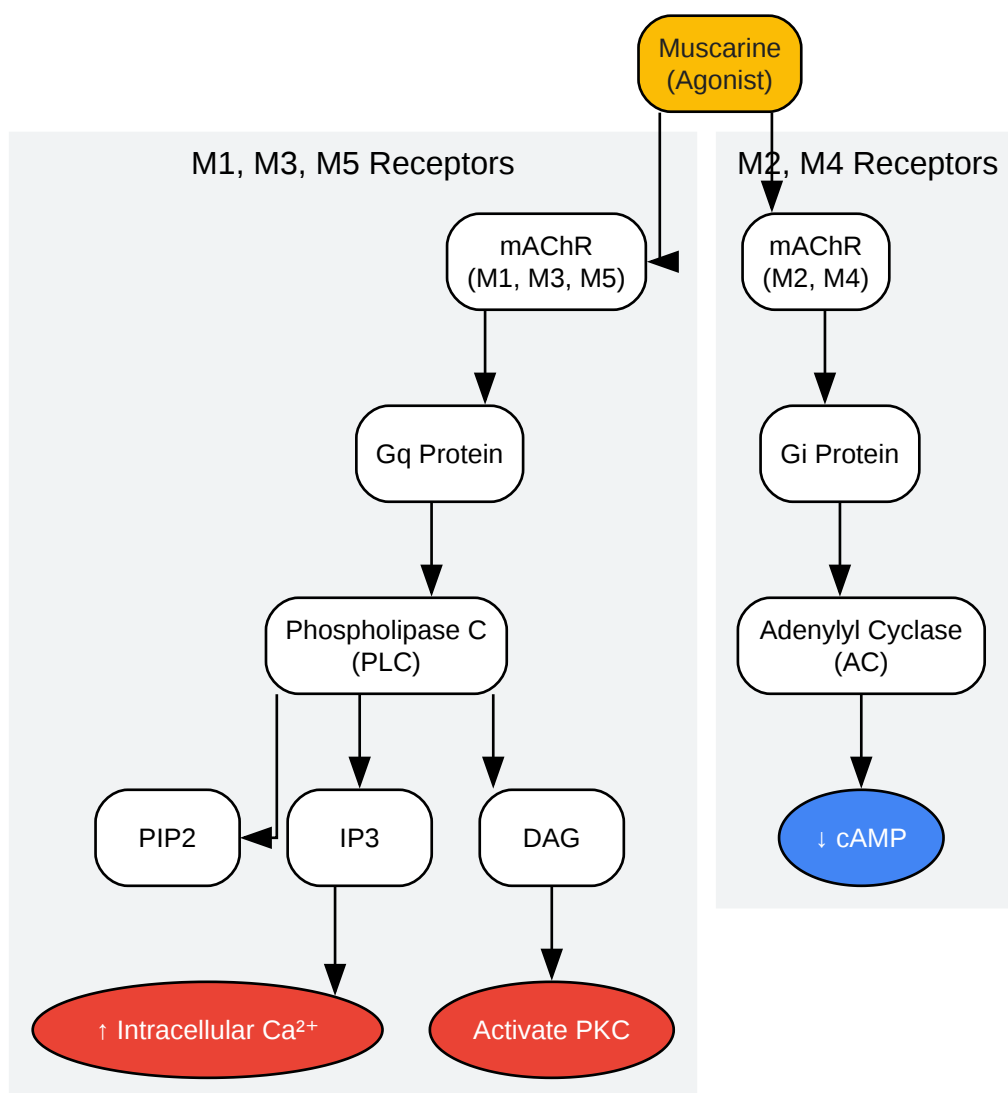 Muscarine
(Agonist)
M1, M3, M5 Receptors
M2, M4 Receptors
mAChR
(M1, M3, M5)
mAChR
(M2, M4)
Gq Protein
Gi Protein
Phospholipase C
(PLC)
Adenylyl Cyclase
(AC)
PIP2
IP3
DAG
↓ cAMP
↑ Intracellular Ca²⁺
Activate PKC